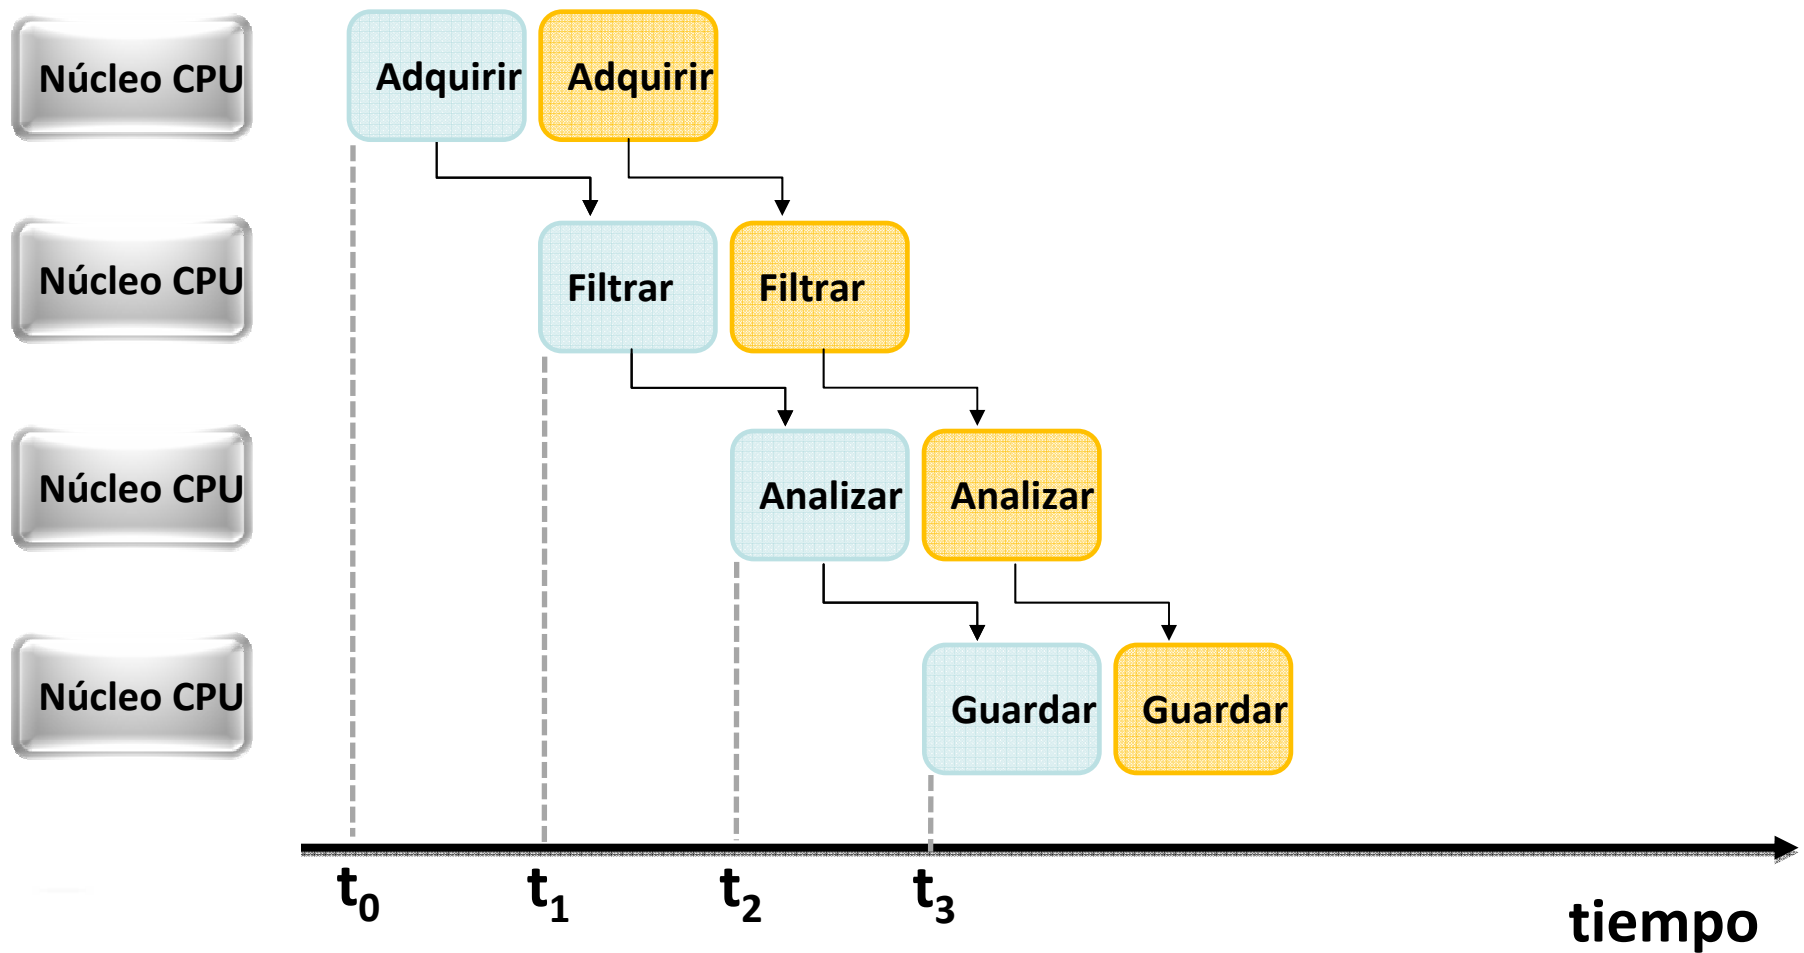 Núcleo CPU Adquirir Adquirir
Núcleo CPU Filtrar Filtrar
Núcleo CPU Analizar Analizar
Núcleo CPU Guardar Guardar
t0 t1 t2 t3
tiempo